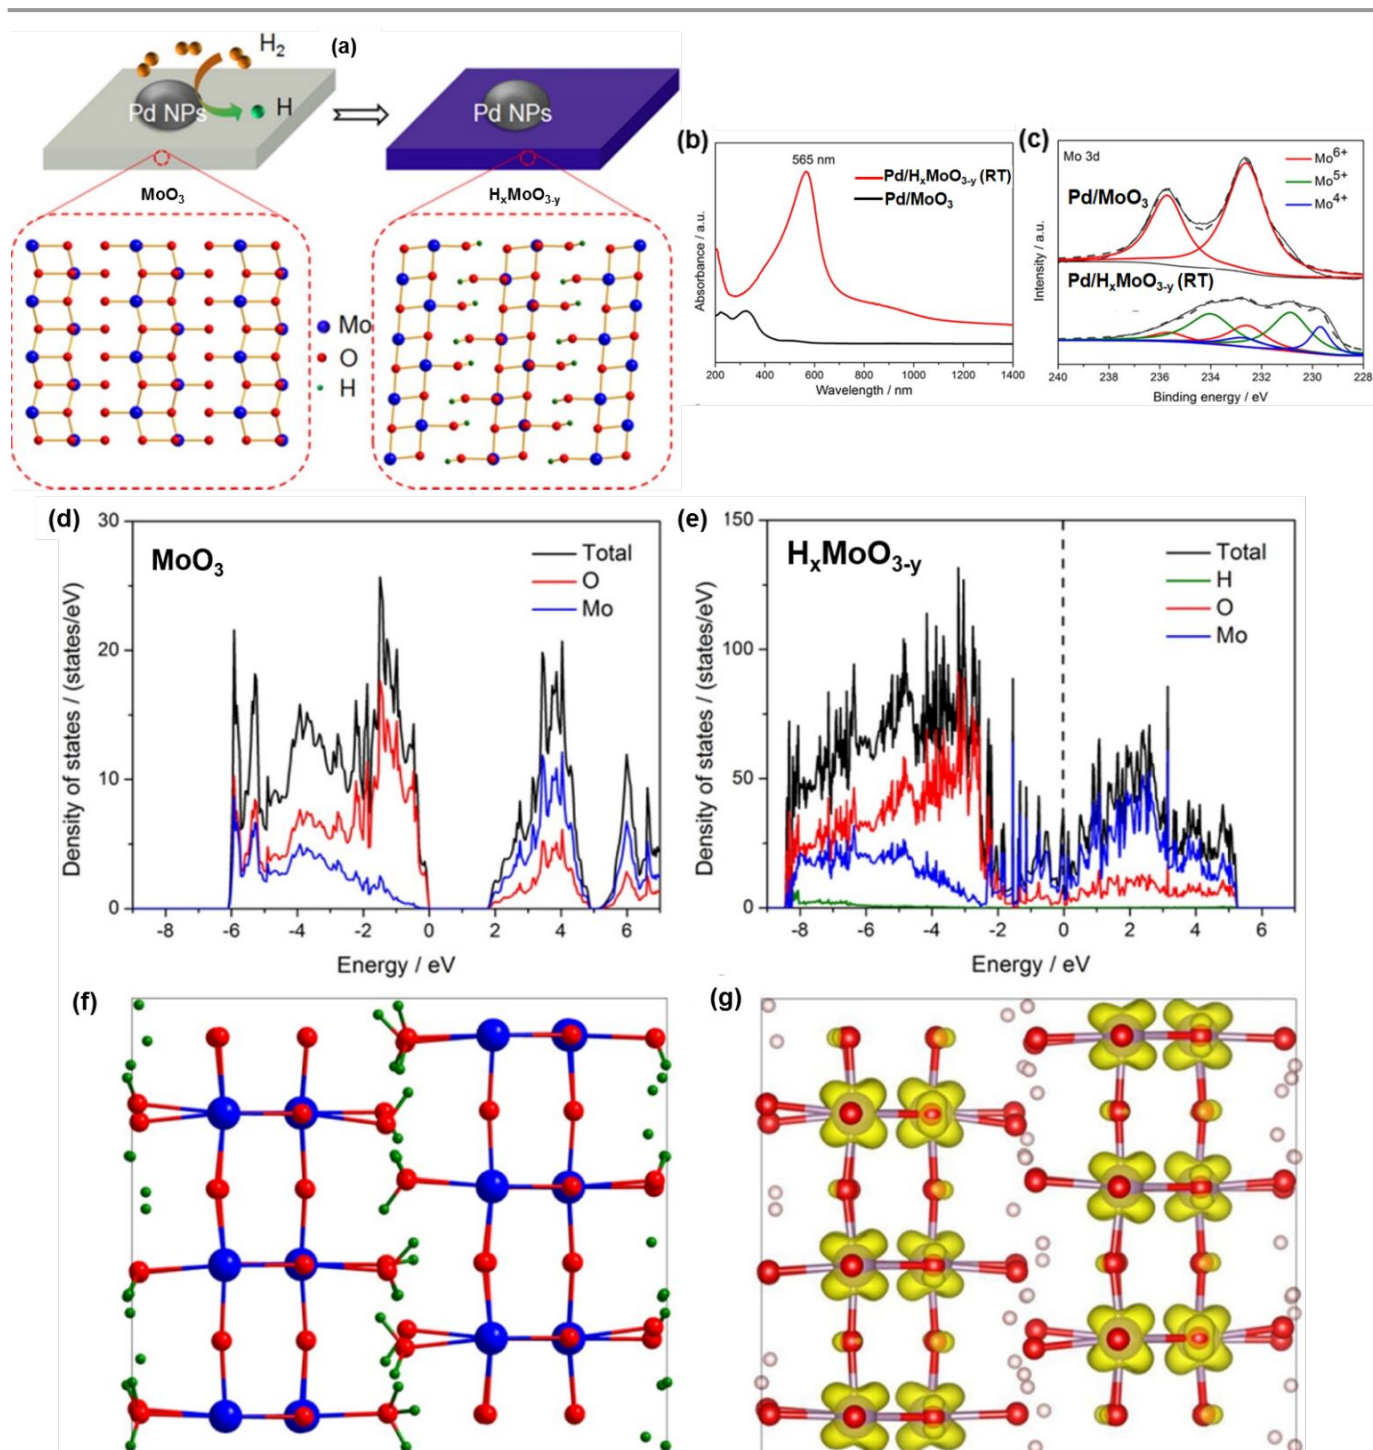 (a)
H2
H
Pd NPs
Pd NPs
MoO3
HxMoO3-y
Mo
O
H
(b)
565 nm
Pd/HxMoO3-y (RT)
Pd/MoO3
Absorbance / a.u.
200 400 600 800 1000 1200 1400
Wavelength / nm
(c)
Mo 3d
Mo6+
Mo5+
Mo4+
Pd/MoO3
Pd/HxMoO3-y (RT)
Intensity / a.u.
240 238 236 234 232 230 228
Binding energy / eV
(d)
MoO3
Total
O
Mo
30
20
10
0
Density of states / (states/eV)
-8 -6 -4 -2 0 2 4 6
Energy / eV
(e)
HxMoO3-y
Total
H
O
Mo
150
100
50
0
Density of states / (states/eV)
-8 -6 -4 -2 0 2 4 6
Energy / eV
(f)
(g)